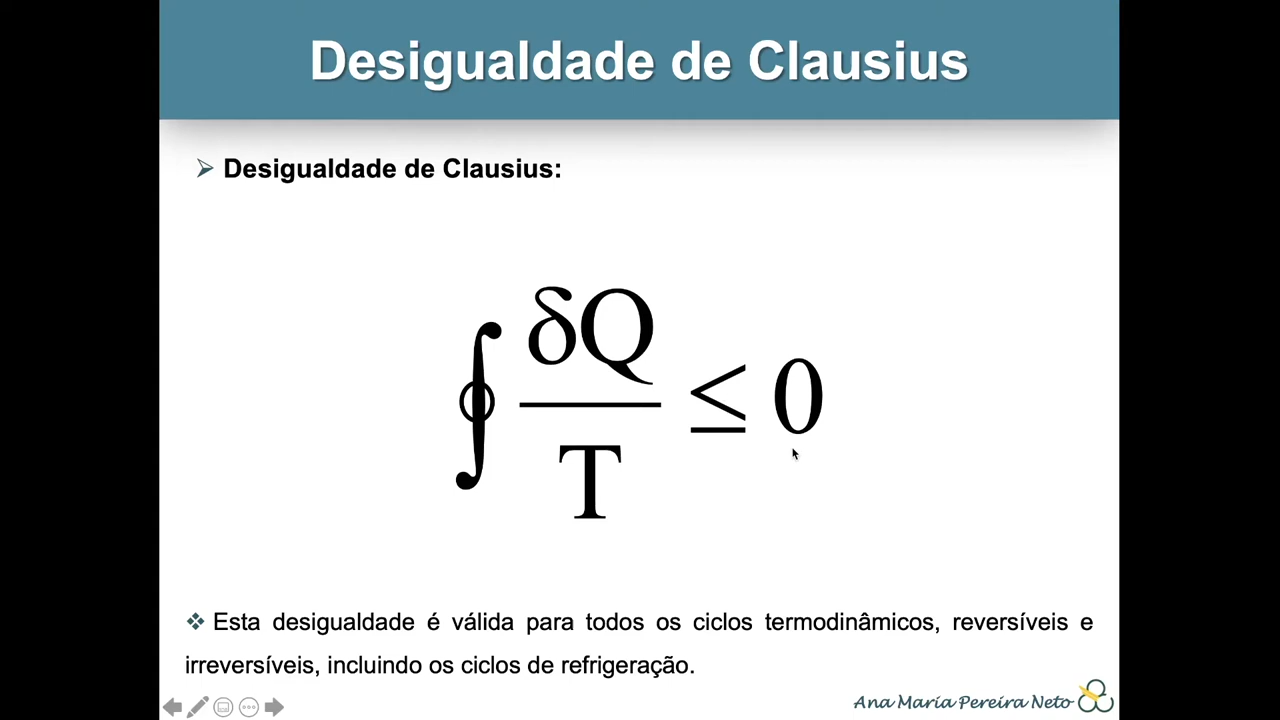 Desigualdade de Clausius
➢ Desigualdade de Clausius:
∮ δQ/T ≤ 0
❖ Esta desigualdade é válida para todos os ciclos termodinâmicos, reversíveis e
irreversíveis, incluindo os ciclos de refrigeração.
Ana Maria Pereira Neto